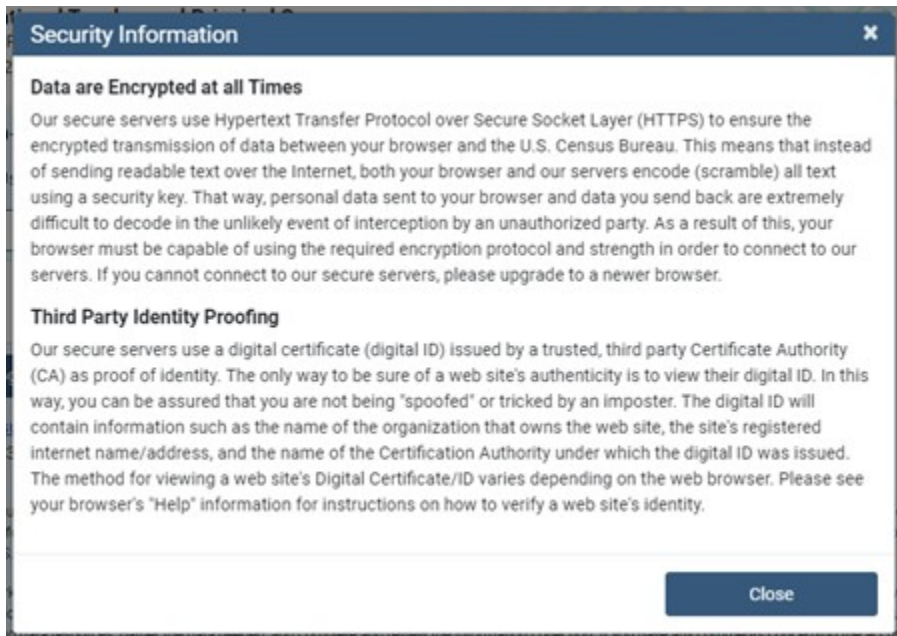 Security Information
Data are Encrypted at all Times
Our secure servers use Hypertext Transfer Protocol over Secure Socket Layer (HTTPS) to ensure the
encrypted transmission of data between your browser and the U.S. Census Bureau. This means that instead
of sending readable text over the Internet, both your browser and our servers encode (scramble) all text
using a security key. That way, personal data sent to your browser and data you send back are extremely
difficult to decode in the unlikely event of interception by an unauthorized party. As a result of this, your
browser must be capable of using the required encryption protocol and strength in order to connect to our
servers. If you cannot connect to our secure servers, please upgrade to a newer browser.
Third Party Identity Proofing
Our secure servers use a digital certificate (digital ID) issued by a trusted, third party Certificate Authority
(CA) as proof of identity. The only way to be sure of a web site's authenticity is to view their digital ID. In this
way, you can be assured that you are not being "spoofed" or tricked by an imposter. The digital ID will
contain information such as the name of the organization that owns the web site, the site's registered
internet name/address, and the name of the Certification Authority under which the digital ID was issued.
The method for viewing a web site's Digital Certificate/ID varies depending on the web browser. Please see
your browser's "Help" information for instructions on how to verify a web site's identity.
Close